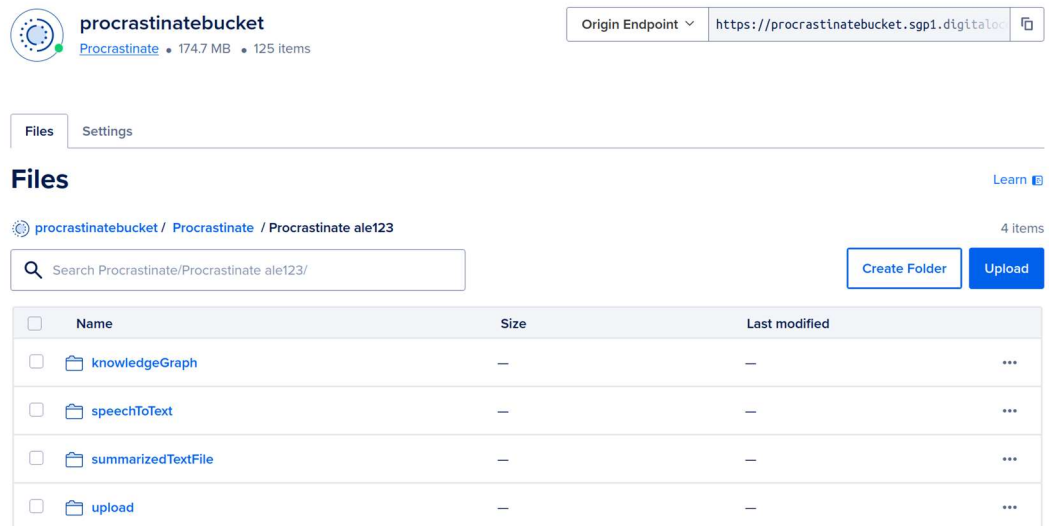 procrastinatebucket
Procrastinate • 174.7 MB • 125 items
Origin Endpoint
https://procrastinatebucket.sgp1.digitaloc
Files
Settings
Files
Learn
procrastinatebucket / Procrastinate / Procrastinate ale123
4 items
Search Procrastinate/Procrastinate ale123/
Create Folder
Upload
Name Size Last modified
knowledgeGraph — —
speechToText — —
summarizedTextFile — —
upload — —